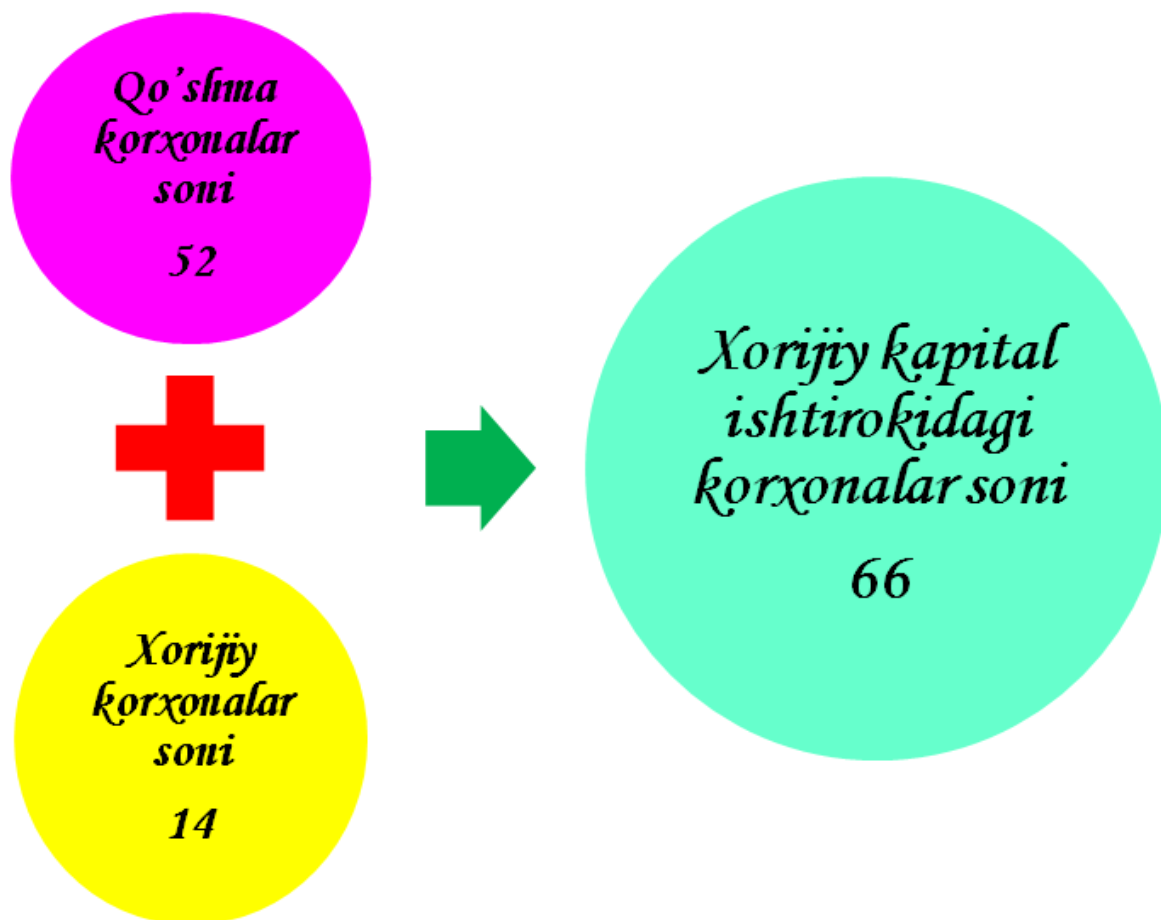 Qo'shma
korxonalar
soni
52
Xorijiy
korxonalar
soni
14
Xorijiy kapital
ishtirokidagi
korxonalar soni
66